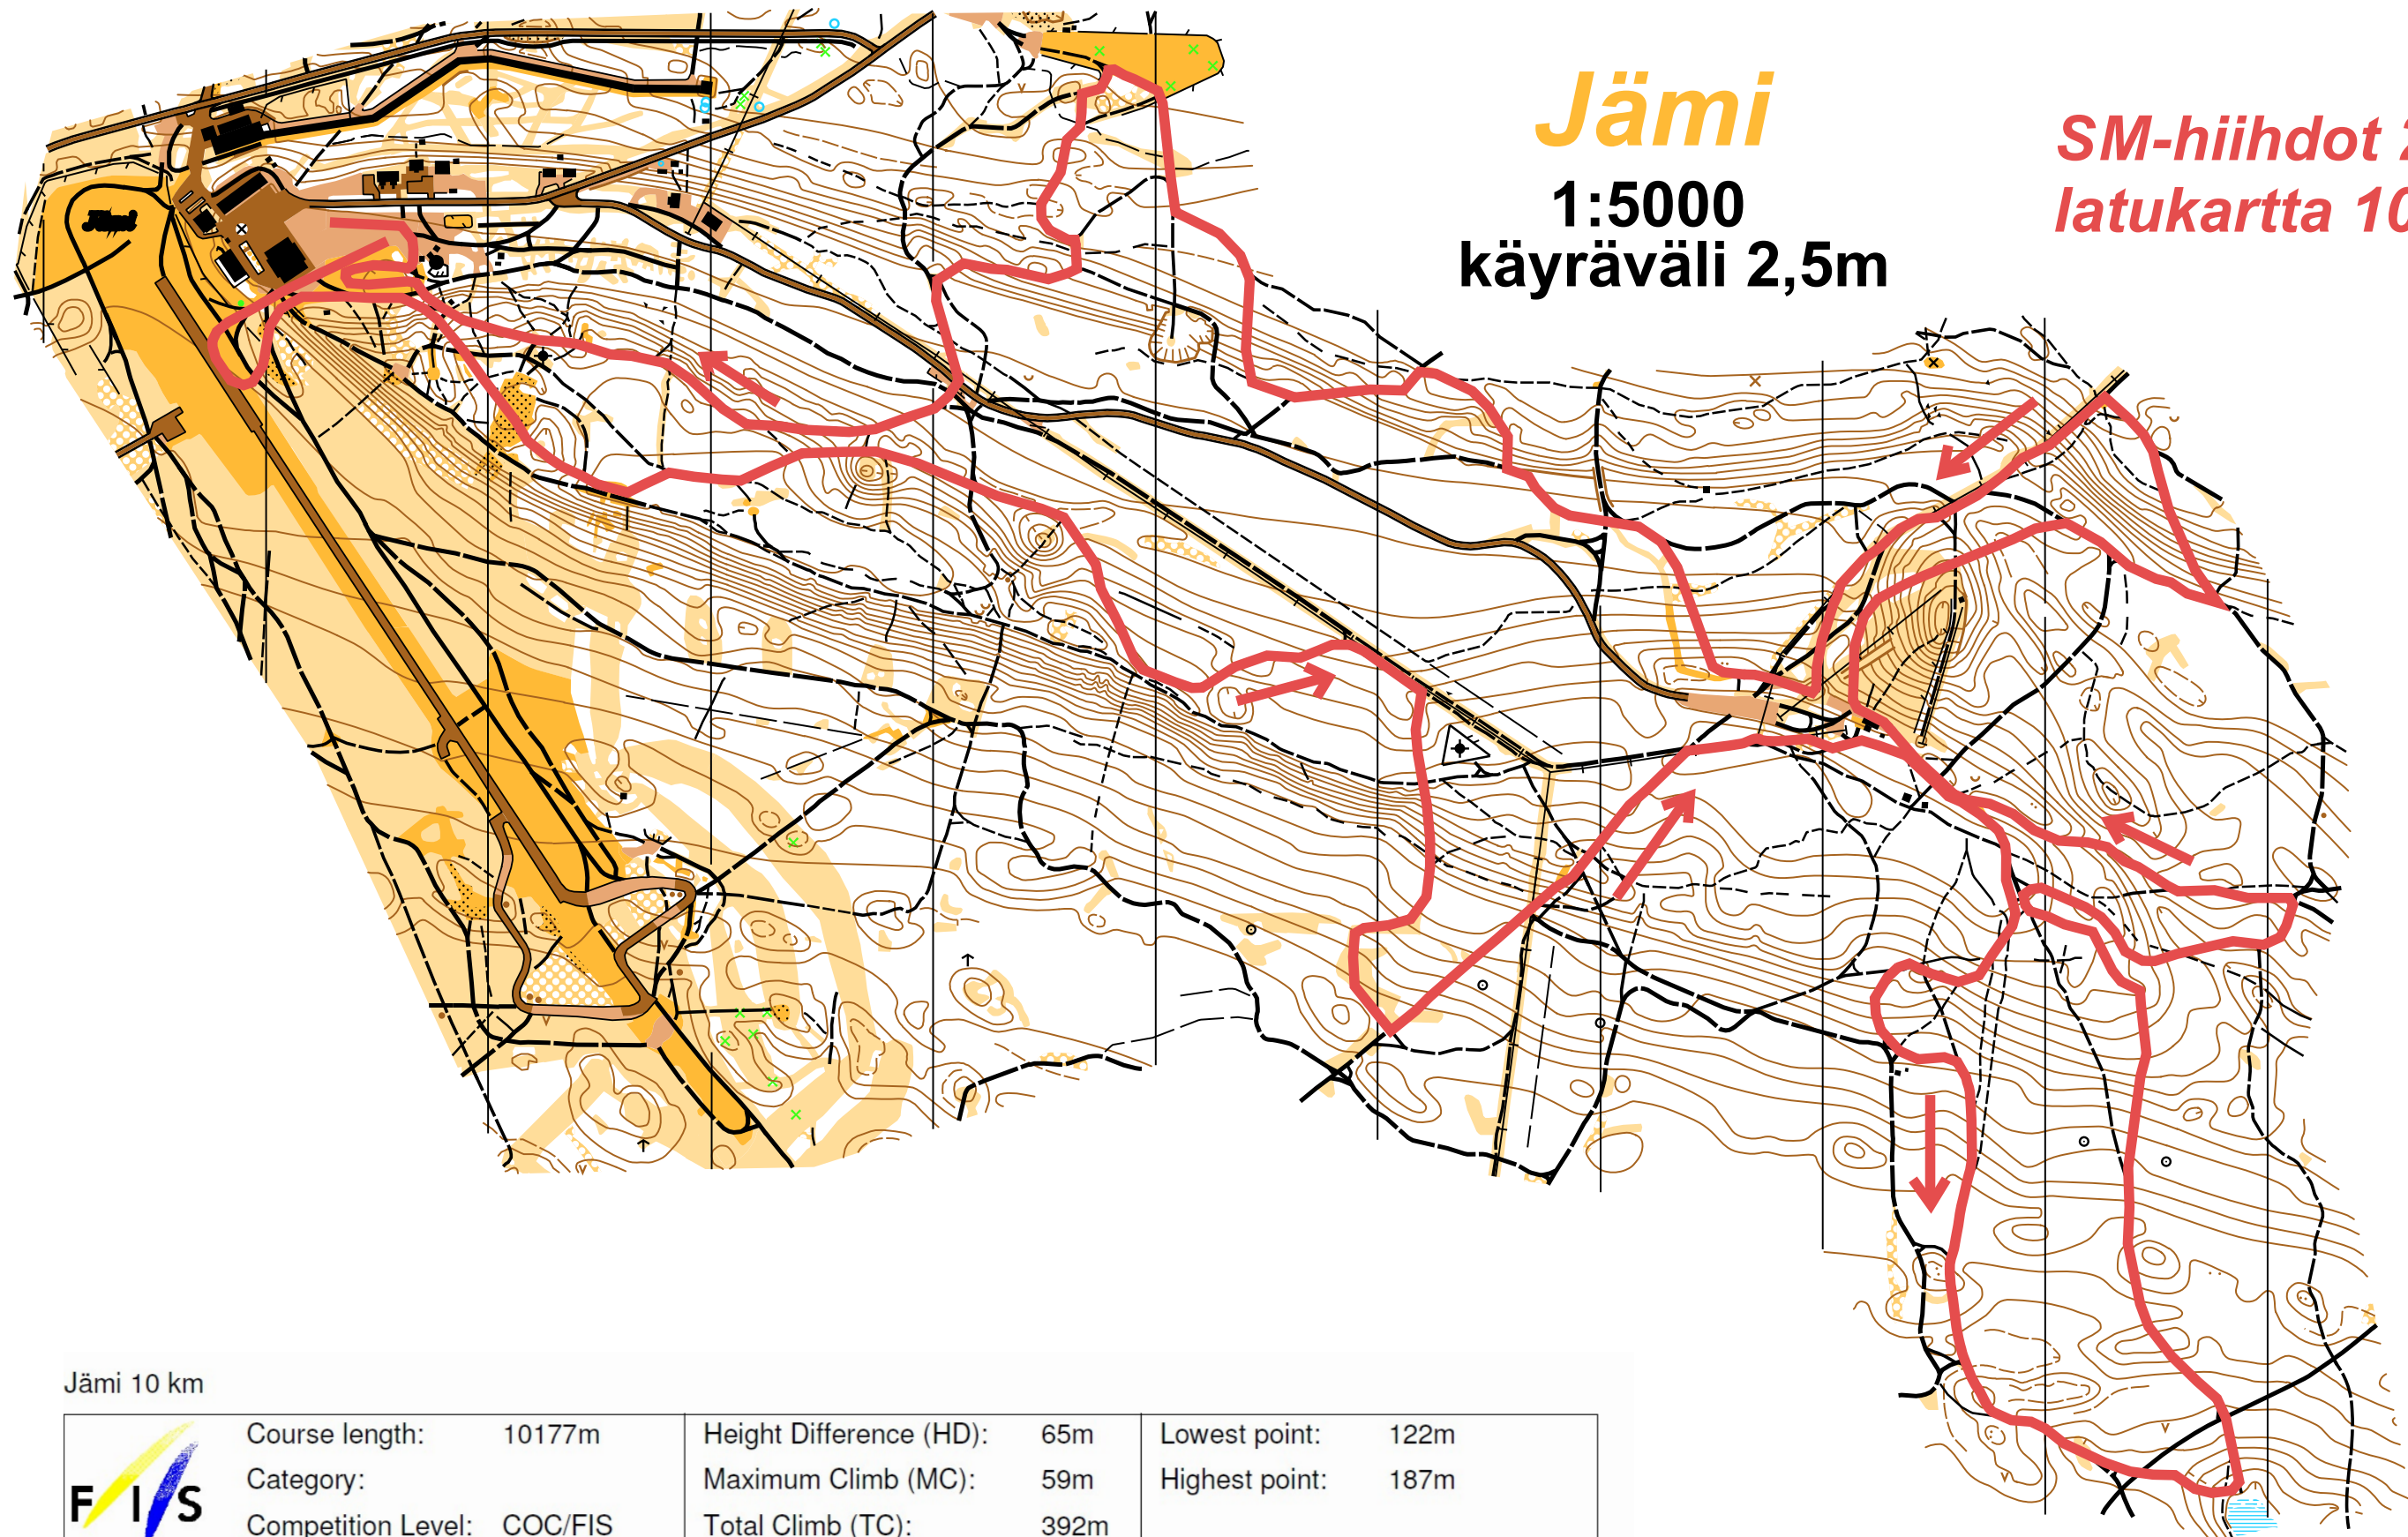 Jämi
1:5000
käyräväli 2,5m
SM-hiihdot
latukartta 10
Jämi
Jämi 10 km
FIS
Course length: 10177m
Category:
Competition Level: COC/FIS
Height Difference (HD): 65m
Maximum Climb (MC): 59m
Total Climb (TC): 392m
Lowest point: 122m
Highest point: 187m